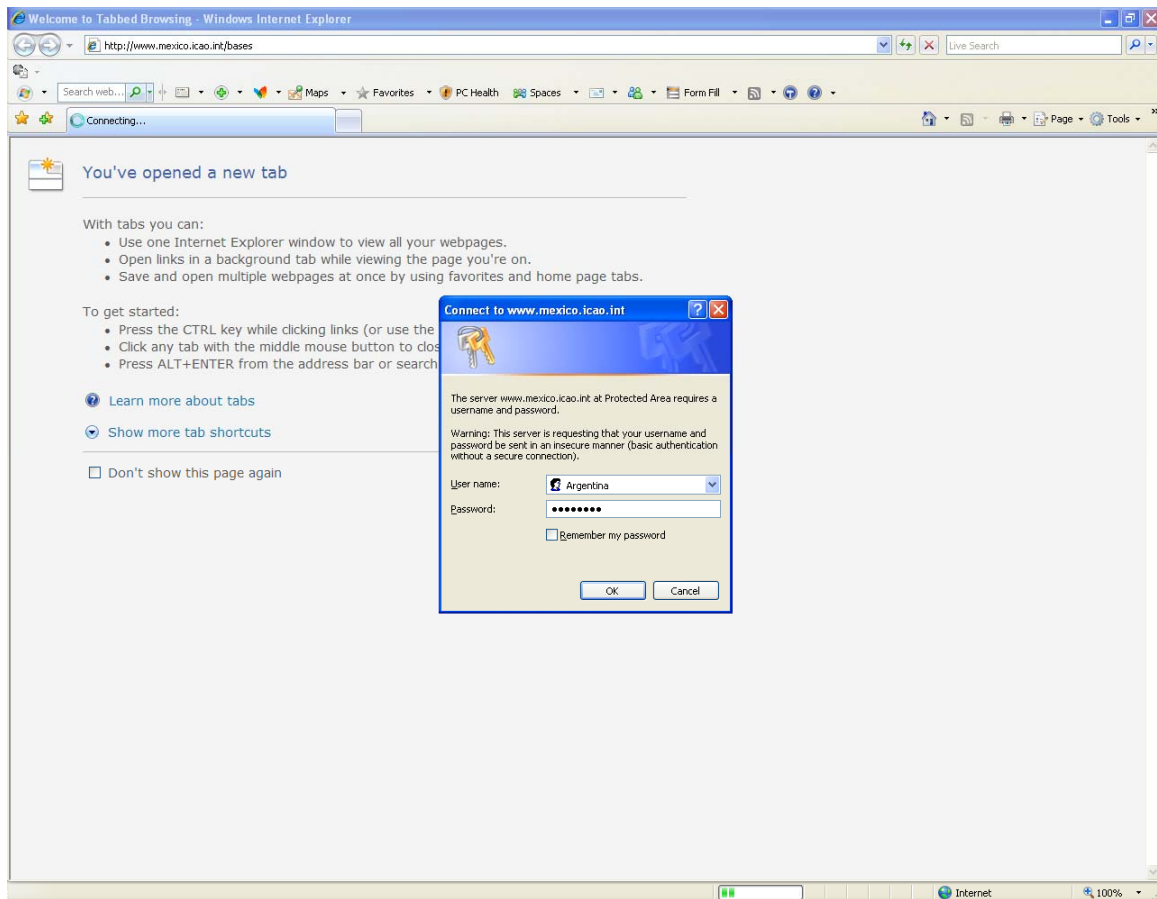 Welcome to Tabbed Browsing - Windows Internet Explorer
http://www.mexico.icao.int/bases
Live Search
Search web...
Maps
Favorites
PC Health
Spaces
Form Fill
Connecting...
Page
Tools
You've opened a new tab
With tabs you can:
• Use one Internet Explorer window to view all your webpages.
• Open links in a background tab while viewing the page you're on.
• Save and open multiple webpages at once by using favorites and home page tabs.
To get started:
• Press the CTRL key while clicking links (or use the
• Click any tab with the middle mouse button to clos
• Press ALT+ENTER from the address bar or search
Learn more about tabs
Show more tab shortcuts
Don't show this page again
Connect to www.mexico.icao.int
The server www.mexico.icao.int at Protected Area requires a
username and password.
Warning: This server is requesting that your username and
password be sent in an insecure manner (basic authentication
without a secure connection).
User name:
Argentina
Password:
••••••••
Remember my password
OK
Cancel
Internet
100%